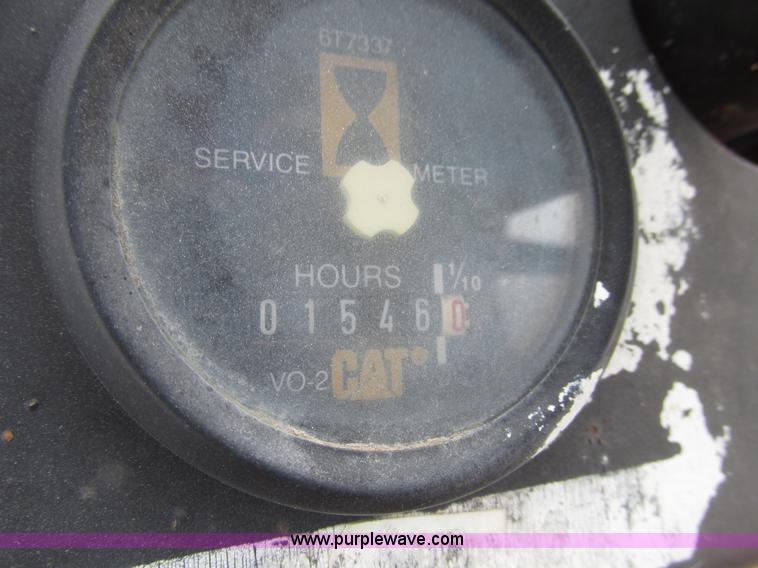 6T7337
SERVICE METER
HOURS 1/10
0 1 5 4 6 0
VO-2 CAT
www.purplewave.com